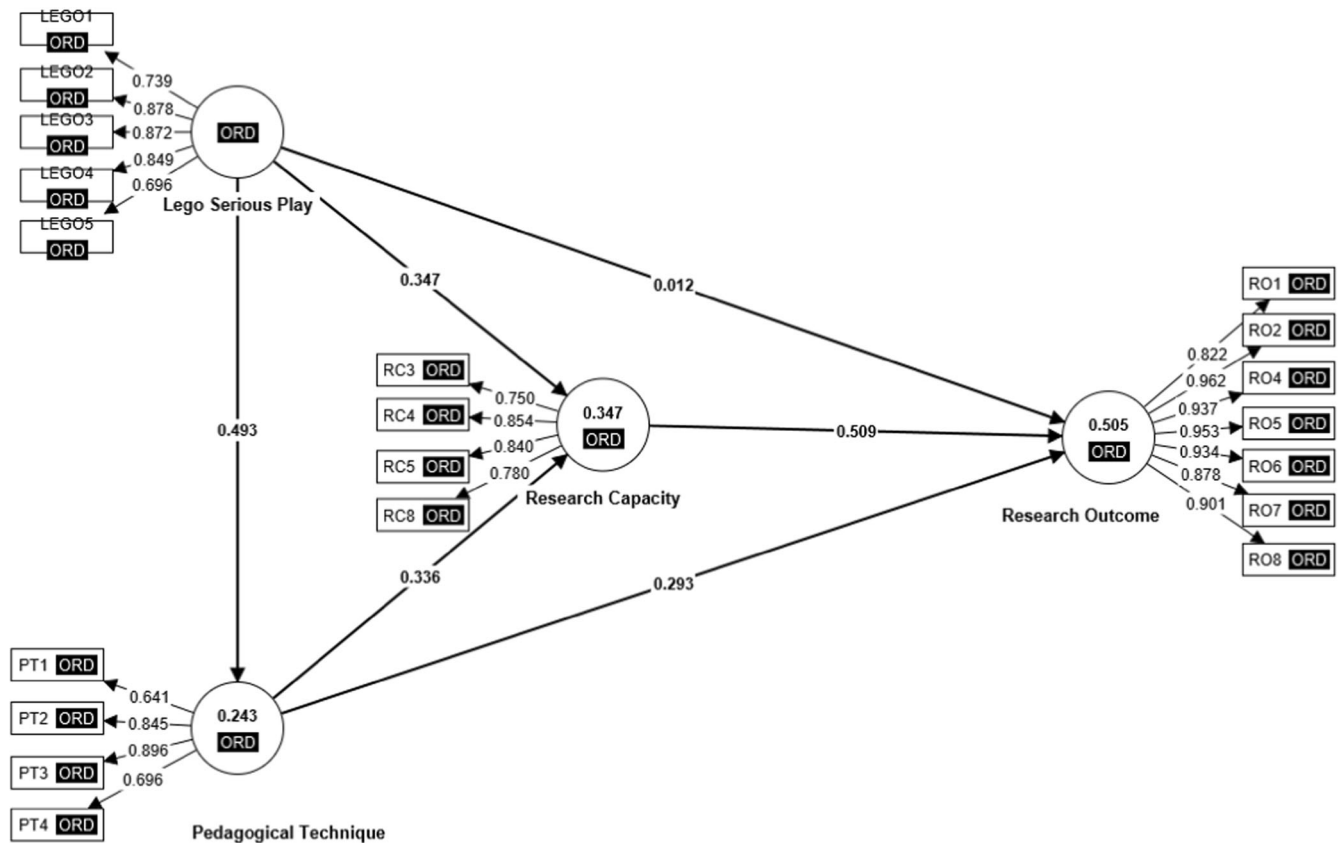 LEGO1
ORD
LEGO2
ORD
LEGO3
ORD
LEGO4
ORD
LEGO5
ORD
0.739
0.878
0.872
0.849
0.696
ORD
Lego Serious Play
0.347
0.012
0.493
RC3 ORD
RC4 ORD
RC5 ORD
RC8 ORD
0.750
0.854
0.840
0.780
0.347
ORD
Research Capacity
0.509
0.336
0.293
0.505
ORD
Research Outcome
0.822
0.962
0.937
0.953
0.934
0.878
0.901
RO1 ORD
RO2 ORD
RO4 ORD
RO5 ORD
RO6 ORD
RO7 ORD
RO8 ORD
PT1 ORD
PT2 ORD
PT3 ORD
PT4 ORD
0.641
0.845
0.896
0.696
0.243
ORD
Pedagogical Technique